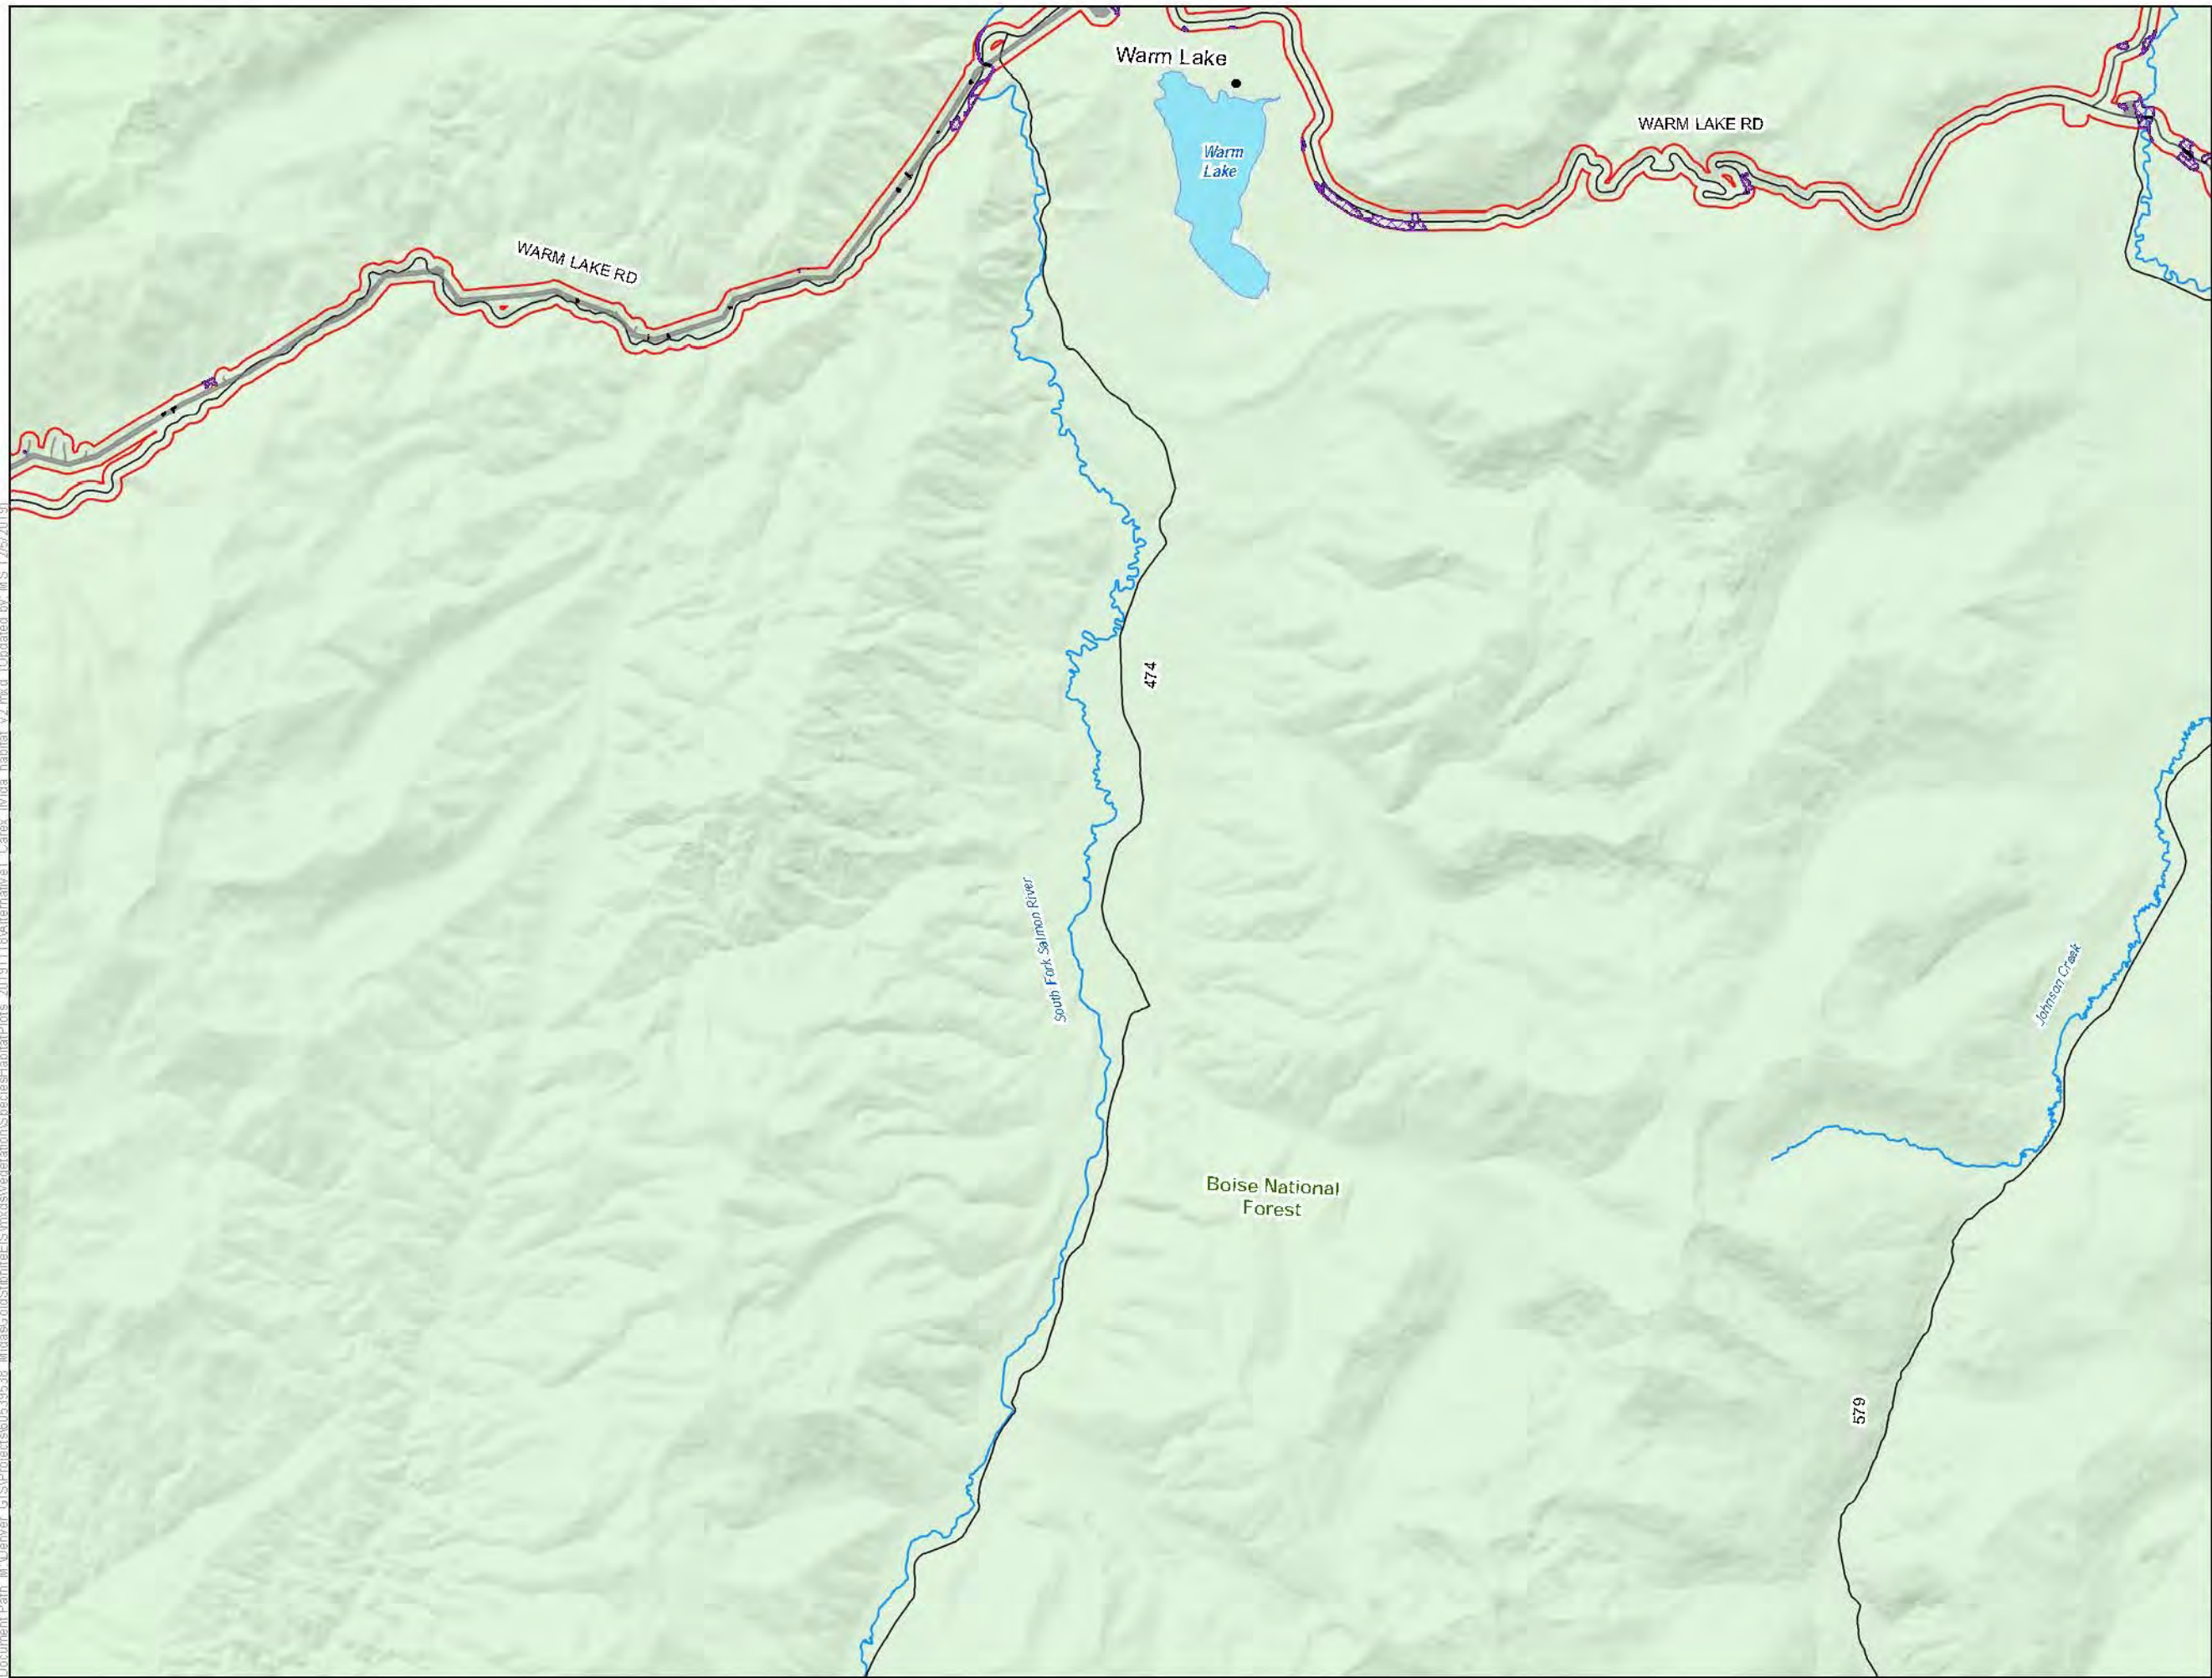 Warm Lake
WARM LAKE RD
Warm
Lake
WARM LAKE RD
474
South Fork Salmon River
Johnson Creek
Boise National
Forest
579